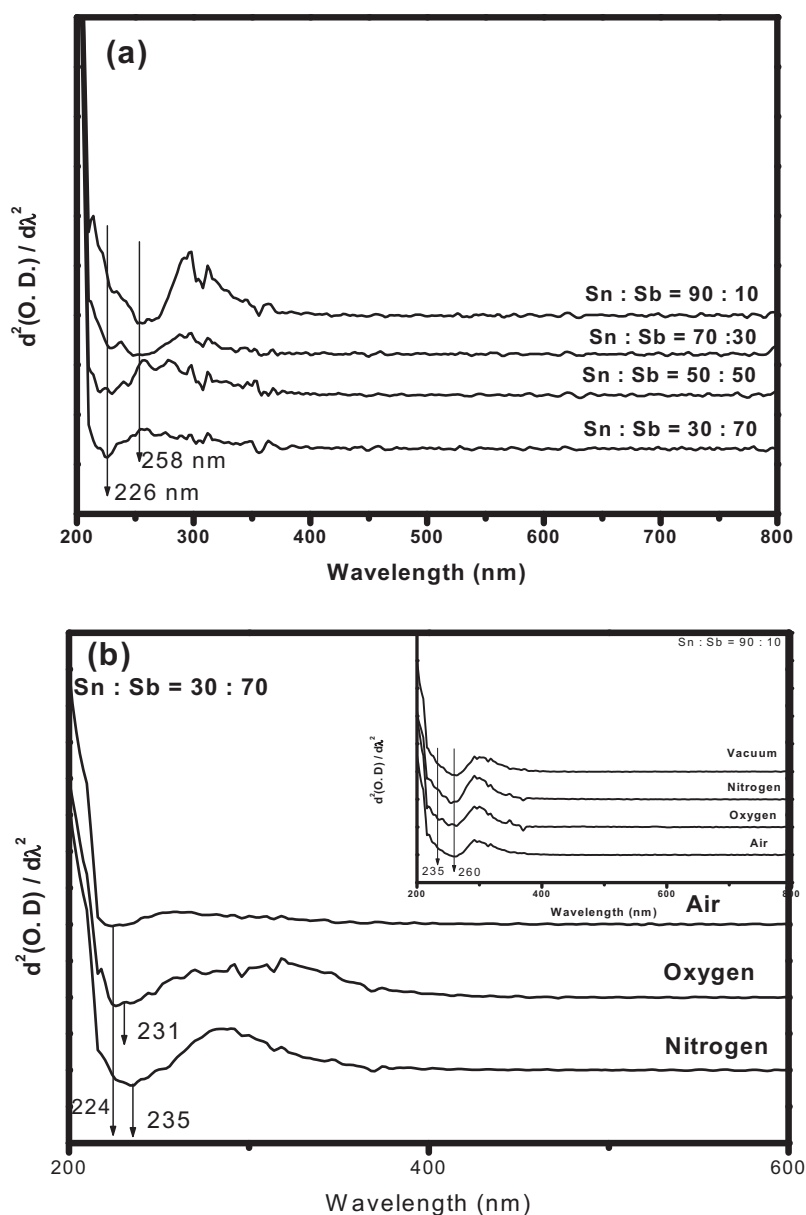 (a)
d²(O. D.) / dλ²
Sn : Sb = 90 : 10
Sn : Sb = 70 :30
Sn : Sb = 50 : 50
Sn : Sb = 30 : 70
258 nm
226 nm
200 300 400 500 600 700 800
Wavelength (nm)
(b)
Sn : Sb = 30 : 70
Sn : Sb = 90 : 10
d²(O. D) / dλ²
Vacuum
Nitrogen
Oxygen
Air
235 260
200 400 600 800
Wavelength (nm)
d²(O. D) / dλ²
Air
Oxygen
231
Nitrogen
224
235
200 400 600
Wavelength (nm)